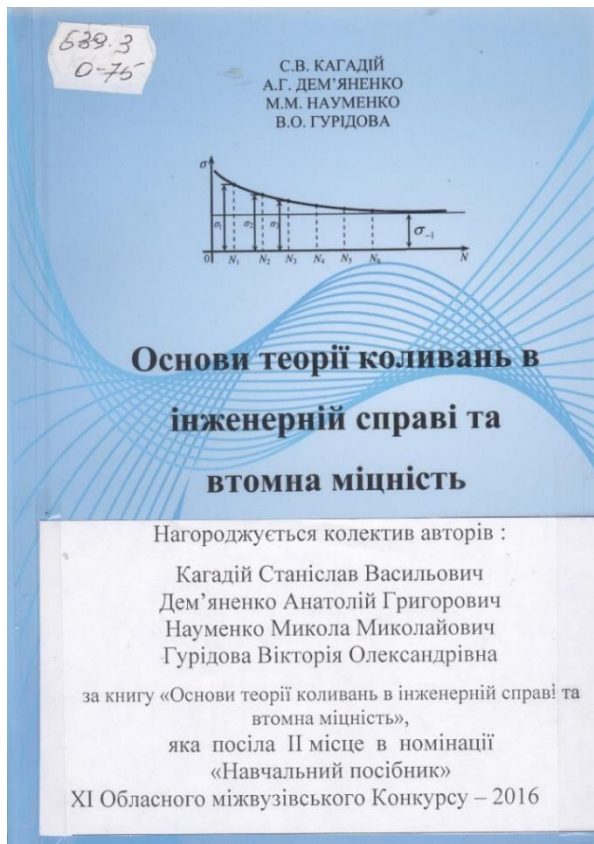 539.3
О-75
С.В. КАГАДІЙ
А.Г. ДЕМ’ЯНЕНКО
М.М. НАУМЕНКО
В.О. ГУРІДОВА
σ
σ₁ σ₂ σ₃ σ₋₁
0 N₁ N₂ N₃ N₄ N₅ N₆ N
Основи теорії коливань в
інженерній справі та
втомна міцність
Нагороджується колектив авторів :
Кагадій Станіслав Васильович
Дем’яненко Анатолій Григорович
Науменко Микола Миколайович
Гурідова Вікторія Олександрівна
за книгу «Основи теорії коливань в інженерній справі та
втомна міцність»,
яка посіла ІІ місце в номінації
«Навчальний посібник»
ХІ Обласного міжвузівського Конкурсу – 2016